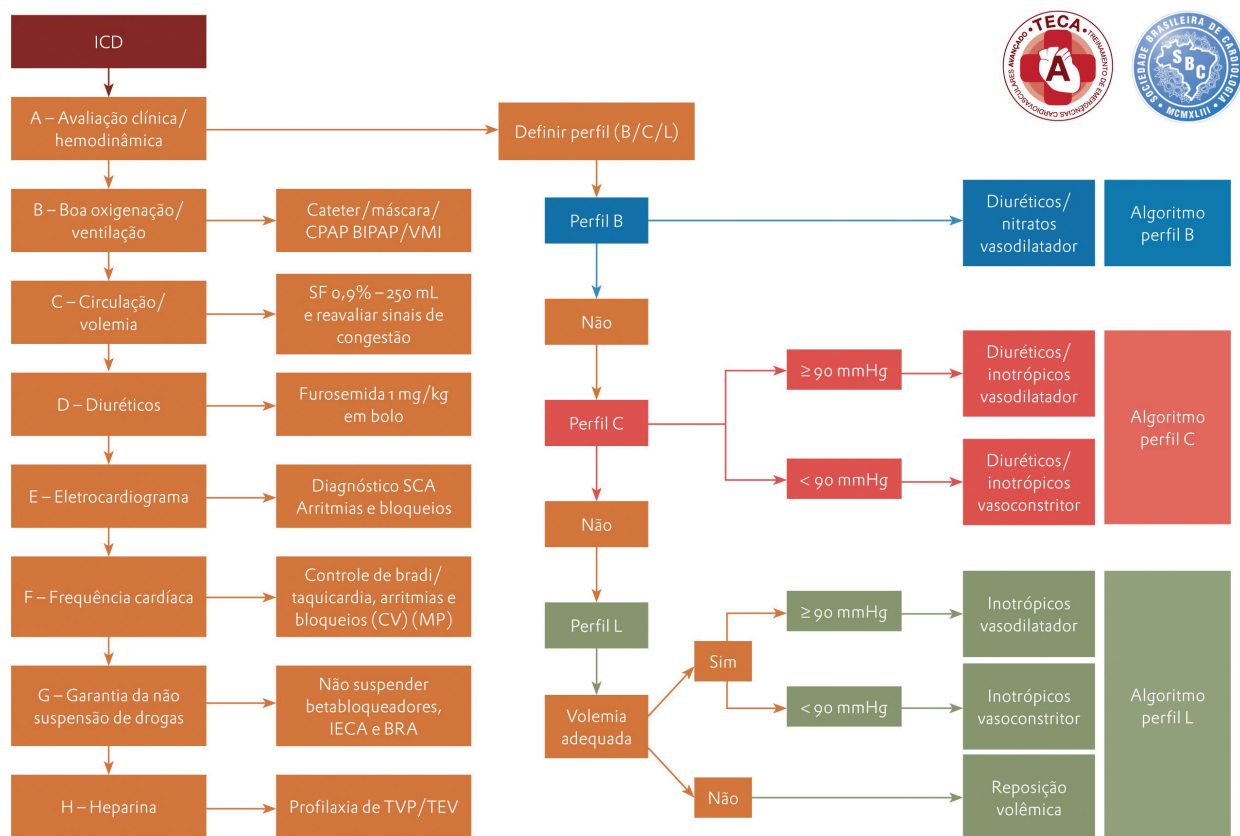 ICD
A – Avaliação clínica/
hemodinâmica
B – Boa oxigenação/
ventilação
Cateter/máscara/
CPAP BIPAP/VMI
C – Circulação/
volemia
SF 0,9% – 250 mL
e reavaliar sinais de
congestão
D – Diuréticos
Furosemida 1 mg/kg
em bolo
E – Eletrocardiograma
Diagnóstico SCA
Arritmias e bloqueios
F – Frequência cardíaca
Controle de bradi/
taquicardia, arritmias e
bloqueios (CV) (MP)
G – Garantia da não
suspensão de drogas
Não suspender
betabloqueadores,
IECA e BRA
H – Heparina
Profilaxia de TVP/TEV
Definir perfil (B/C/L)
Perfil B
Diuréticos/
nitratos
vasodilatador
Algoritmo
perfil B
Não
Perfil C
≥ 90 mmHg
Diuréticos/
inotrópicos
vasodilatador
< 90 mmHg
Diuréticos/
inotrópicos
vasoconstritor
Algoritmo
perfil C
Não
Perfil L
Volemia
adequada
Sim
≥ 90 mmHg
Inotrópicos
vasodilatador
< 90 mmHg
Inotrópicos
vasoconstritor
Não
Reposição
volêmica
Algoritmo
perfil L
TECA
A
TREINAMENTO DE EMERGÊNCIAS CARDIOVASCULARES AVANÇADO
SOCIEDADE BRASILEIRA DE CARDIOLOGIA
SBC
MCMXLIII